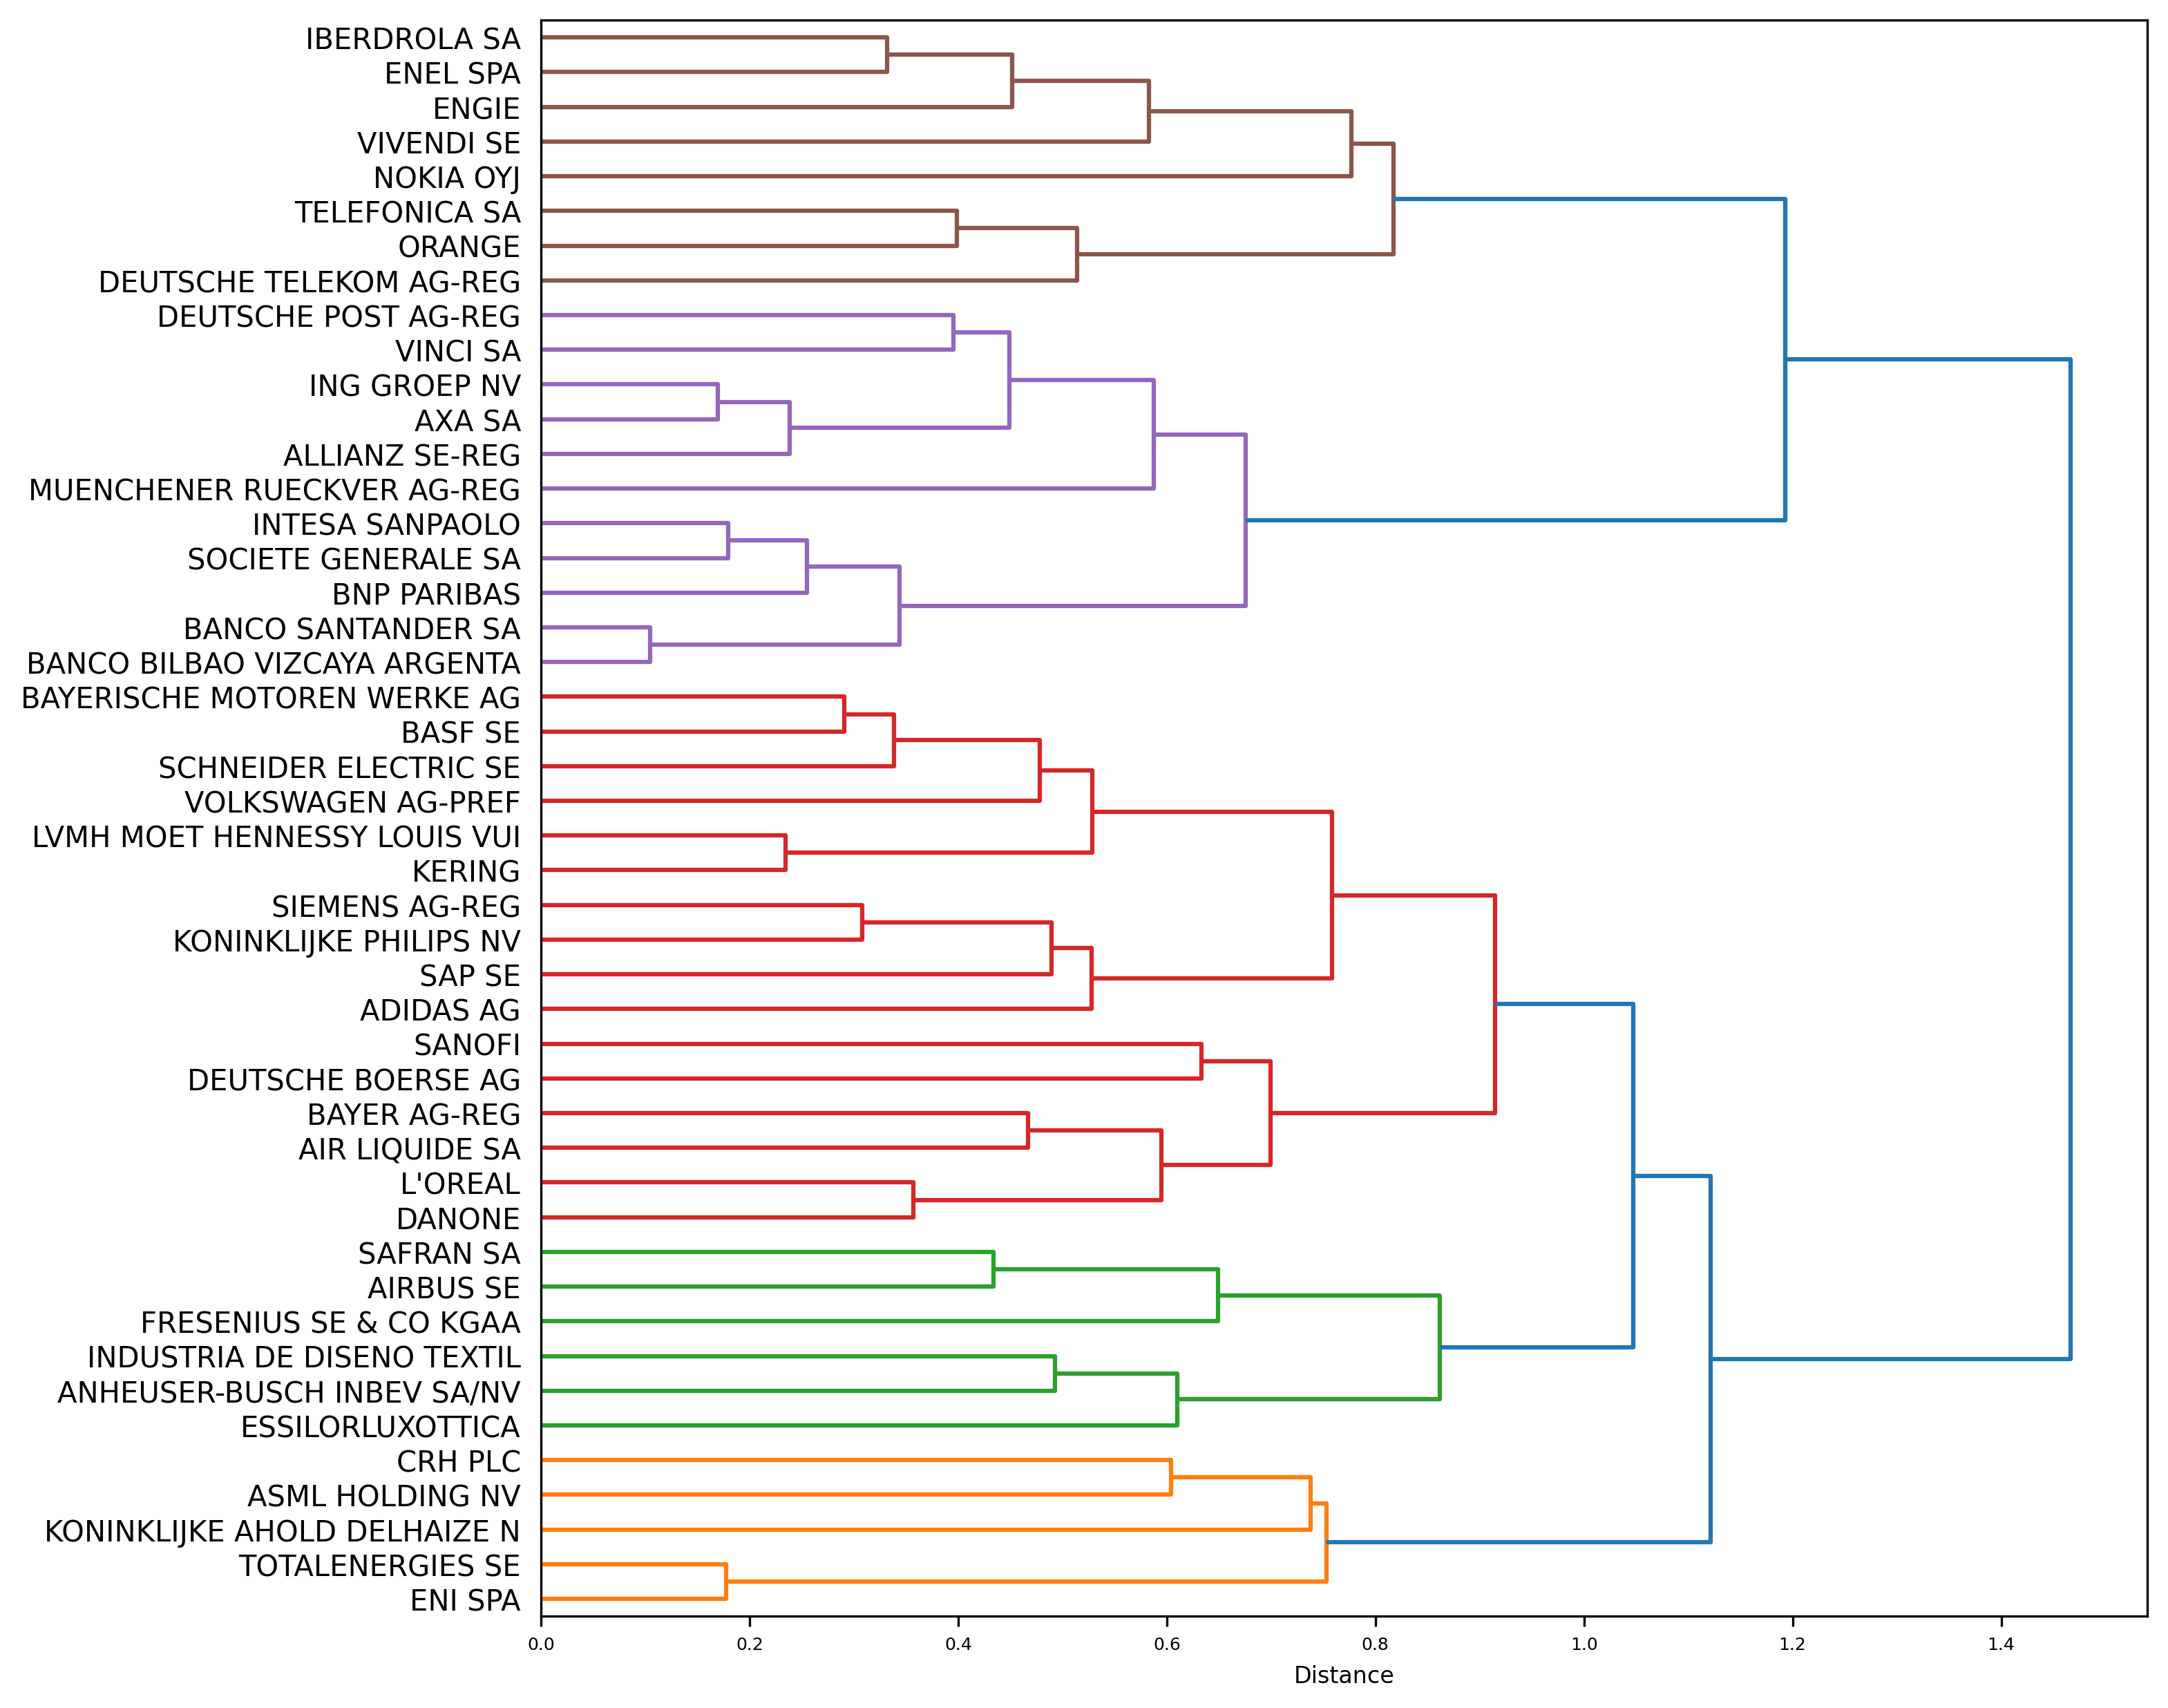 IBERDROLA SA
ENEL SPA
ENGIE
VIVENDI SE
NOKIA OYJ
TELEFONICA SA
ORANGE
DEUTSCHE TELEKOM AG-REG
DEUTSCHE POST AG-REG
VINCI SA
ING GROEP NV
AXA SA
ALLIANZ SE-REG
MUENCHENER RUECKVER AG-REG
INTESA SANPAOLO
SOCIETE GENERALE SA
BNP PARIBAS
BANCO SANTANDER SA
BANCO BILBAO VIZCAYA ARGENTA
BAYERISCHE MOTOREN WERKE AG
BASF SE
SCHNEIDER ELECTRIC SE
VOLKSWAGEN AG-PREF
LVMH MOET HENNESSY LOUIS VUI
KERING
SIEMENS AG-REG
KONINKLIJKE PHILIPS NV
SAP SE
ADIDAS AG
SANOFI
DEUTSCHE BOERSE AG
BAYER AG-REG
AIR LIQUIDE SA
L'OREAL
DANONE
SAFRAN SA
AIRBUS SE
FRESENIUS SE & CO KGAA
INDUSTRIA DE DISENO TEXTIL
ANHEUSER-BUSCH INBEV SA/NV
ESSILORLUXOTTICA
CRH PLC
ASML HOLDING NV
KONINKLIJKE AHOLD DELHAIZE N
TOTALENERGIES SE
ENI SPA
0.0 0.2 0.4 0.6 0.8 1.0 1.2 1.4
Distance